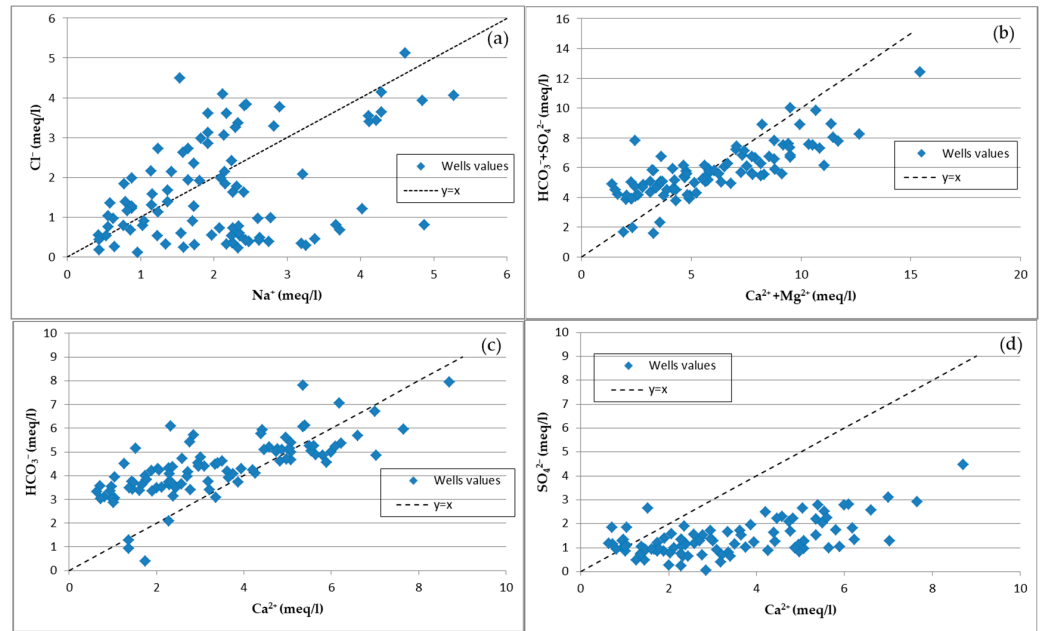 (a)
6
5
4
3
2
1
0
Cl⁻ (meq/l)
Wells values
y=x
0 1 2 3 4 5 6
Na⁺ (meq/l)
(b)
16
14
12
10
8
6
4
2
0
HCO₃⁻+SO₄²⁻ (meq/l)
Wells values
y=x
0 5 10 15 20
Ca²⁺+Mg²⁺ (meq/l)
(c)
10
9
8
7
6
5
4
3
2
1
0
HCO₃⁻ (meq/l)
Wells values
y=x
0 2 4 6 8 10
Ca²⁺ (meq/l)
(d)
10
9
8
7
6
5
4
3
2
1
0
SO₄²⁻ (meq/l)
Wells values
y=x
0 2 4 6 8 10
Ca²⁺ (meq/l)